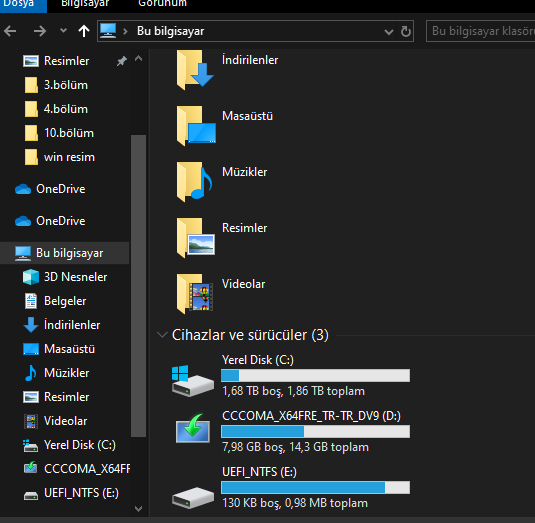 Dosya Bilgisayar Görünüm
Bu bilgisayar
Bu bilgisayar klasörü
Resimler
3.bölüm
4.bölüm
10.bölüm
win resim
OneDrive
OneDrive
Bu bilgisayar
3D Nesneler
Belgeler
İndirilenler
Masaüstü
Müzikler
Resimler
Videolar
Yerel Disk (C:)
CCCOMA_X64FR
UEFI_NTFS (E:)
İndirilenler
Masaüstü
Müzikler
Resimler
Videolar
Cihazlar ve sürücüler (3)
Yerel Disk (C:)
1,68 TB boş, 1,86 TB toplam
CCCOMA_X64FRE_TR-TR_DV9 (D:)
7,98 GB boş, 14,3 GB toplam
UEFI_NTFS (E:)
130 KB boş, 0,98 MB toplam